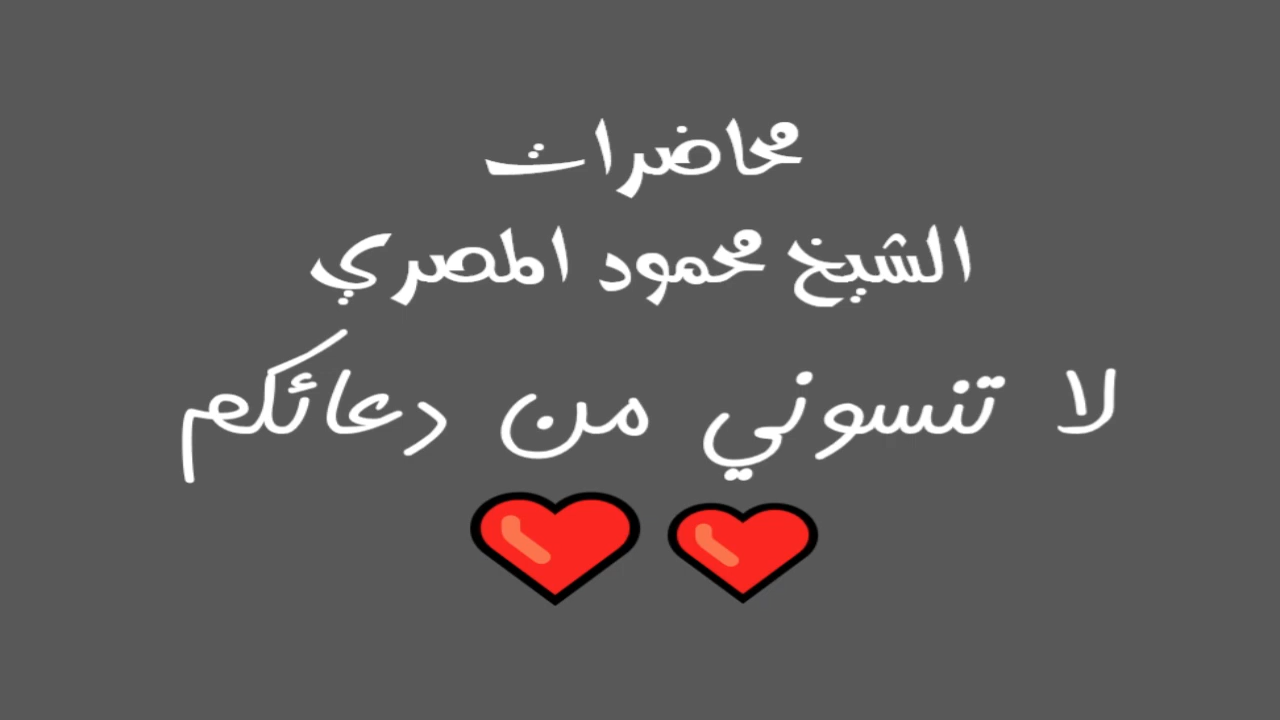 محاضرات
الشيخ محمود المصري
لا تنسوني من دعائكم